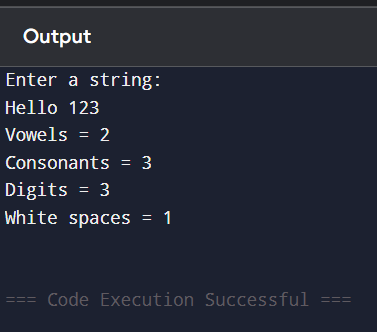 Output
Enter a string:
Hello 123
Vowels = 2
Consonants = 3
Digits = 3
White spaces = 1
=== Code Execution Successful ===